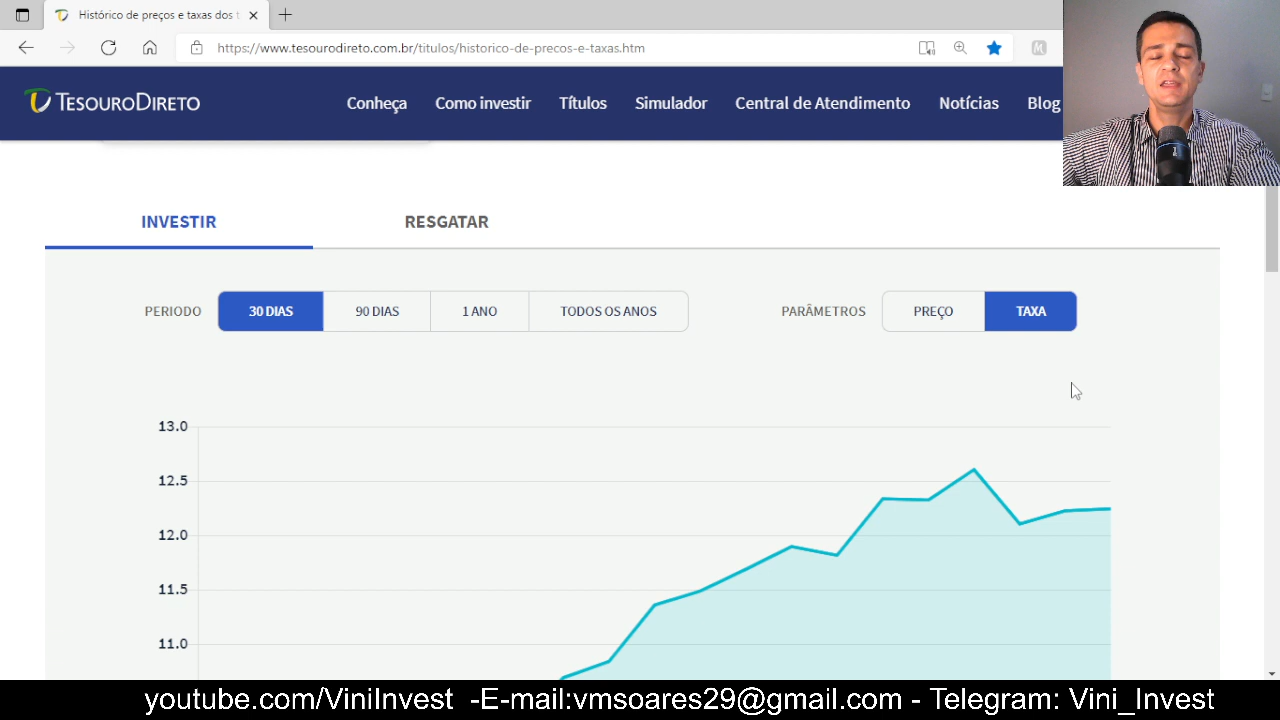 Histórico de preços e taxas dos t
https://www.tesourodireto.com.br/titulos/historico-de-precos-e-taxas.htm
TESOURODIRETO
Conheça Como investir Títulos Simulador Central de Atendimento Notícias Blog
INVESTIR RESGATAR
PERIODO 30 DIAS 90 DIAS 1 ANO TODOS OS ANOS PARÂMETROS PREÇO TAXA
13.0
12.5
12.0
11.5
11.0
youtube.com/ViniInvest -E-mail:vmsoares29@gmail.com - Telegram: Vini_Invest